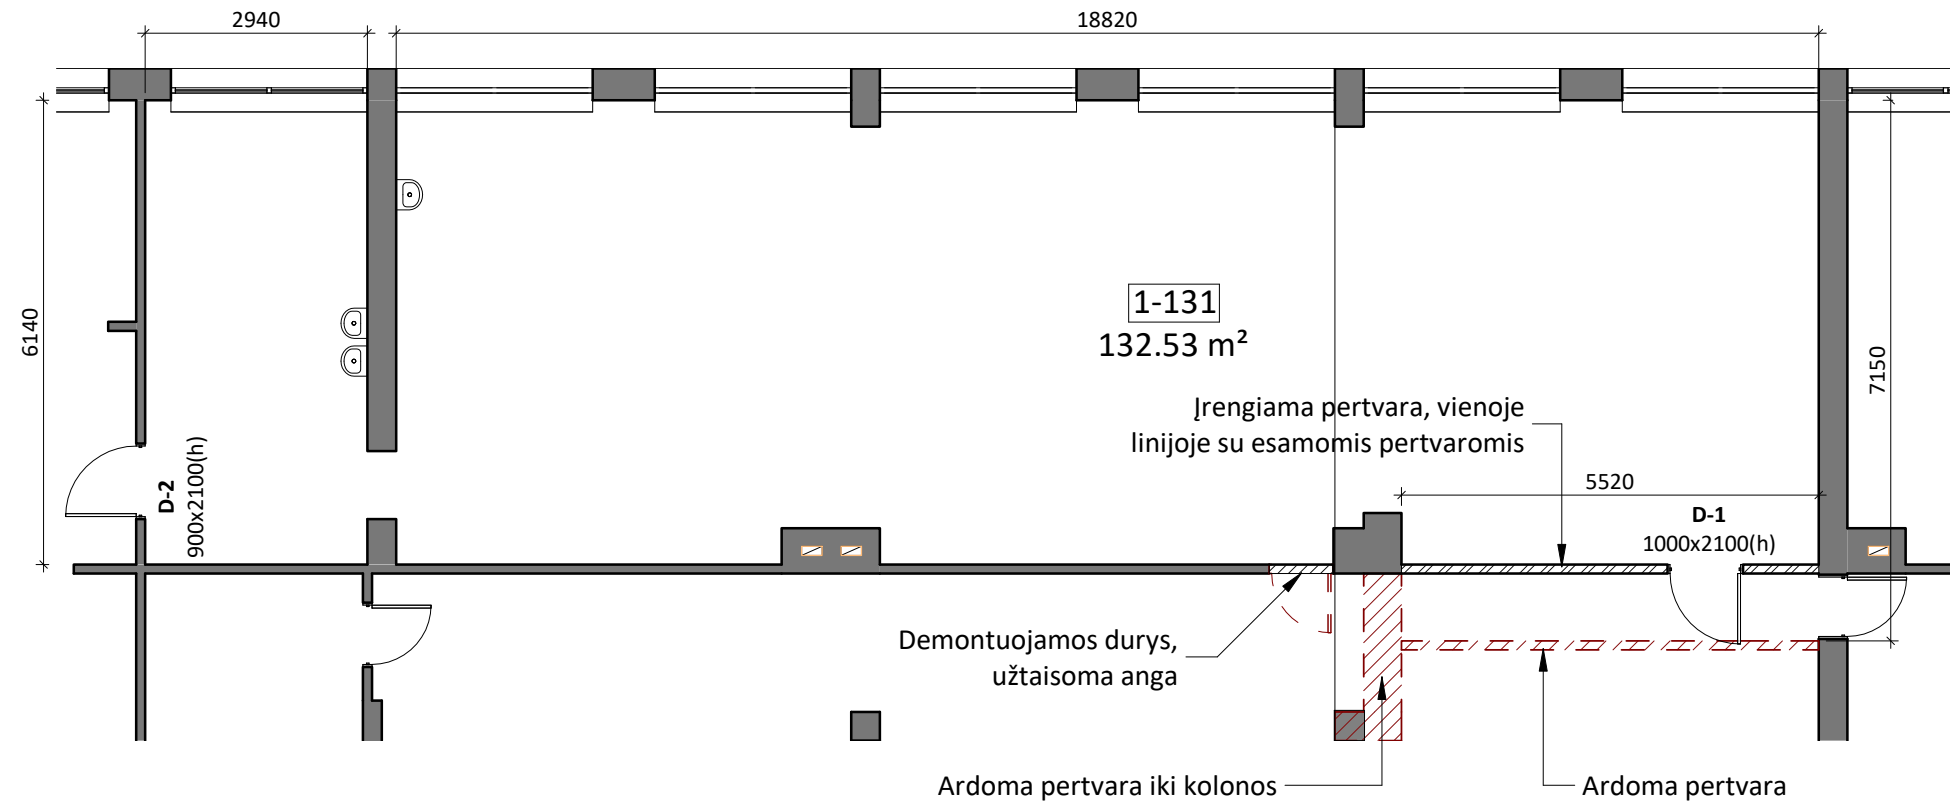 2940
18820
6140
1-131
132.53 m²
7150
Įrengiama pertvara, vienoje
linijoje su esamomis pertvaromis
D-2
900x2100(h)
5520
D-1
1000x2100(h)
Demontuojamos durys,
užtaisoma anga
Ardoma pertvara iki kolonos
Ardoma pertvara